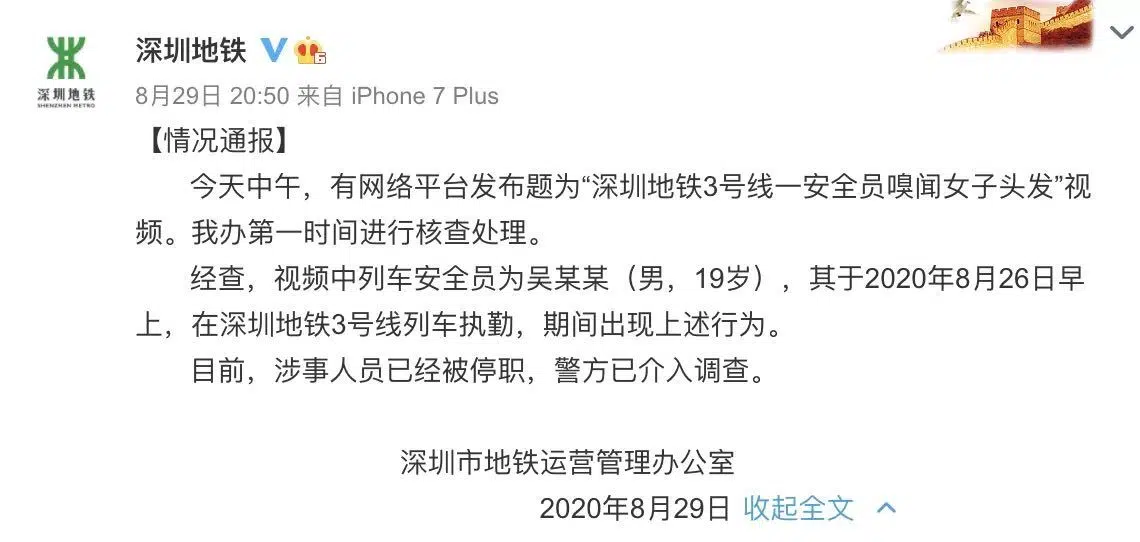 深圳地铁
深圳地铁
SHENZHEN METRO
8月29日 20:50 来自 iPhone 7 Plus
【情况通报】
今天中午，有网络平台发布题为“深圳地铁3号线一安全员嗅闻女子头发”视
频。我办第一时间进行核查处理。
经查，视频中列车安全员为吴某某（男，19岁），其于2020年8月26日早
上，在深圳地铁3号线列车执勤，期间出现上述行为。
目前，涉事人员已经被停职，警方已介入调查。
深圳市地铁运营管理办公室
2020年8月29日 收起全文